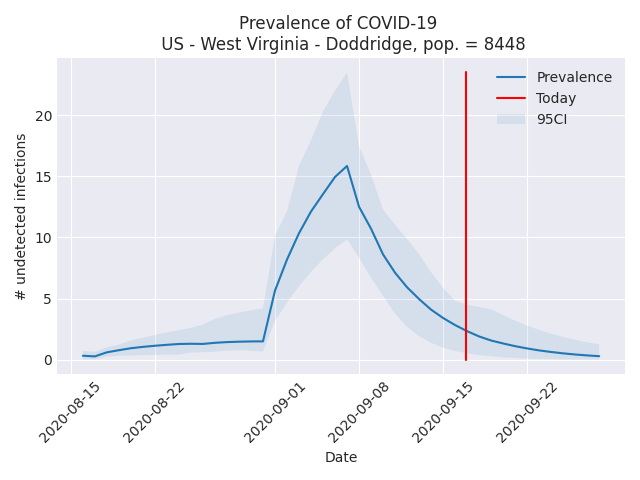 Prevalence of COVID-19
US - West Virginia - Doddridge, pop. = 8448
Prevalence
Today
95CI
# undetected infections
20
15
10
5
0
2020-08-15
2020-08-22
2020-09-01
2020-09-08
2020-09-15
2020-09-22
Date